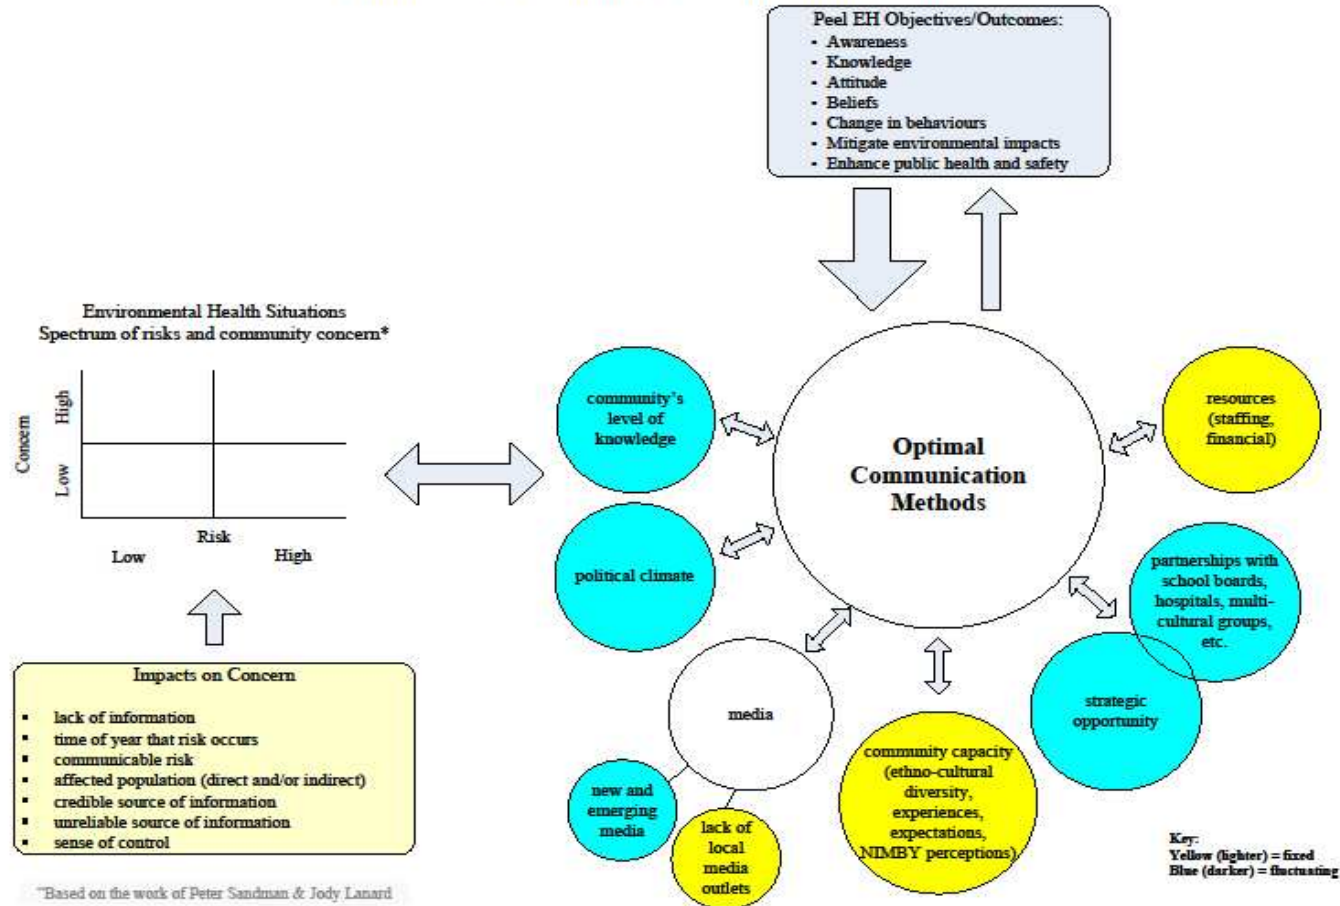 Peel EH Objectives/Outcomes:
• Awareness
• Knowledge
• Attitude
• Beliefs
• Change in behaviours
• Mitigate environmental impacts
• Enhance public health and safety
Environmental Health Situations
Spectrum of risks and community concern*
Concern
High
Low
Risk
Low
High
Impacts on Concern
▪ lack of information
▪ time of year that risk occurs
▪ communicable risk
▪ affected population (direct and/or indirect)
▪ credible source of information
▪ unreliable source of information
▪ sense of control
*Based on the work of Peter Sandman & Jody Lanard
community's
level of
knowledge
political climate
Optimal
Communication
Methods
resources
(staffing,
financial)
partnerships with
school boards,
hospitals, multi-
cultural groups,
etc.
strategic
opportunity
media
new and
emerging
media
lack of
local
media
outlets
community capacity
(ethno-cultural
diversity,
experiences,
expectations,
NIMBY perceptions)
Key:
Yellow (lighter) = fixed
Blue (darker) = fluctuating